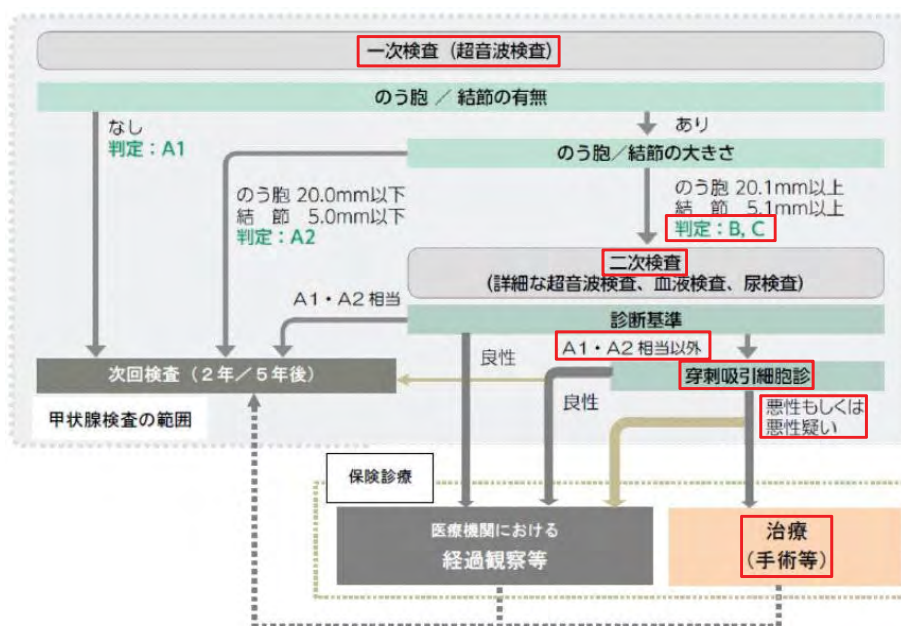 一次検査（超音波検査）
のう胞 ／ 結節の有無
なし
判定：A1
あり
のう胞／結節の大きさ
のう胞 20.0mm以下
結　節　5.0mm以下
判定：A2
のう胞 20.1mm以上
結　節　5.1mm以上
判定：B, C
二次検査
(詳細な超音波検査、血液検査、尿検査)
A1・A2 相当
診断基準
良性
A1・A2 相当以外
次回検査（２年／５年後）
穿刺吸引細胞診
良性
悪性もしくは
悪性疑い
甲状腺検査の範囲
保険診療
医療機関における
経過観察等
治療
（手術等）